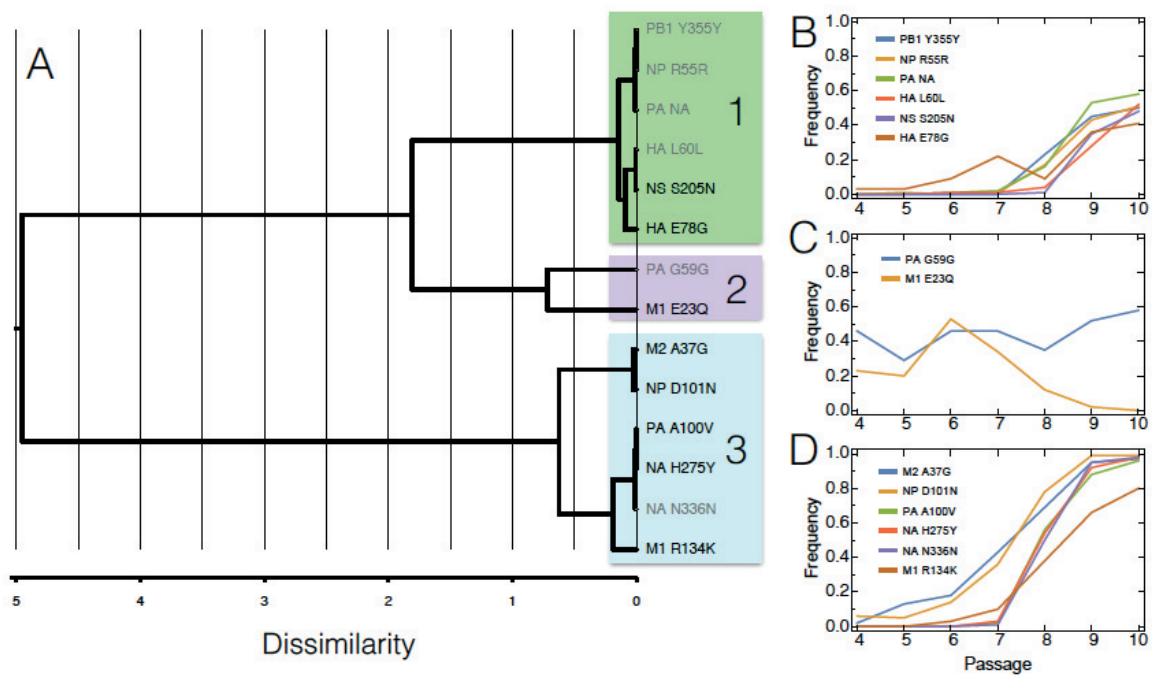 A
PB1 Y355Y
NP R55R
PA NA
HA L60L
NS S205N
HA E78G
1
PA G59G
M1 E23Q
2
M2 A37G
NP D101N
PA A100V
NA H275Y
NA N336N
M1 R134K
3
5 4 3 2 1 0
Dissimilarity
B
Frequency
1.0
0.8
0.6
0.4
0.2
0.0
PB1 Y355Y
NP R55R
PA NA
HA L60L
NS S205N
HA E78G
4 5 6 7 8 9 10
C
Frequency
1.0
0.8
0.6
0.4
0.2
0.0
PA G59G
M1 E23Q
4 5 6 7 8 9 10
D
Frequency
1.0
0.8
0.6
0.4
0.2
0.0
M2 A37G
NP D101N
PA A100V
NA H275Y
NA N336N
M1 R134K
4 5 6 7 8 9 10
Passage